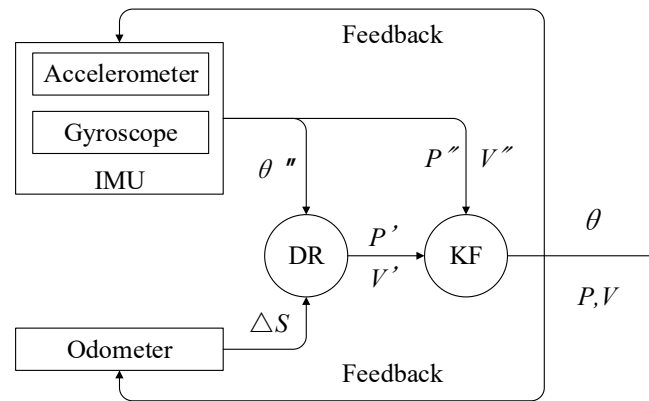 Feedback
Accelerometer
Gyroscope
IMU
θ″
P″ V″
DR
P'
V'
KF
θ
P,V
△S
Odometer
Feedback